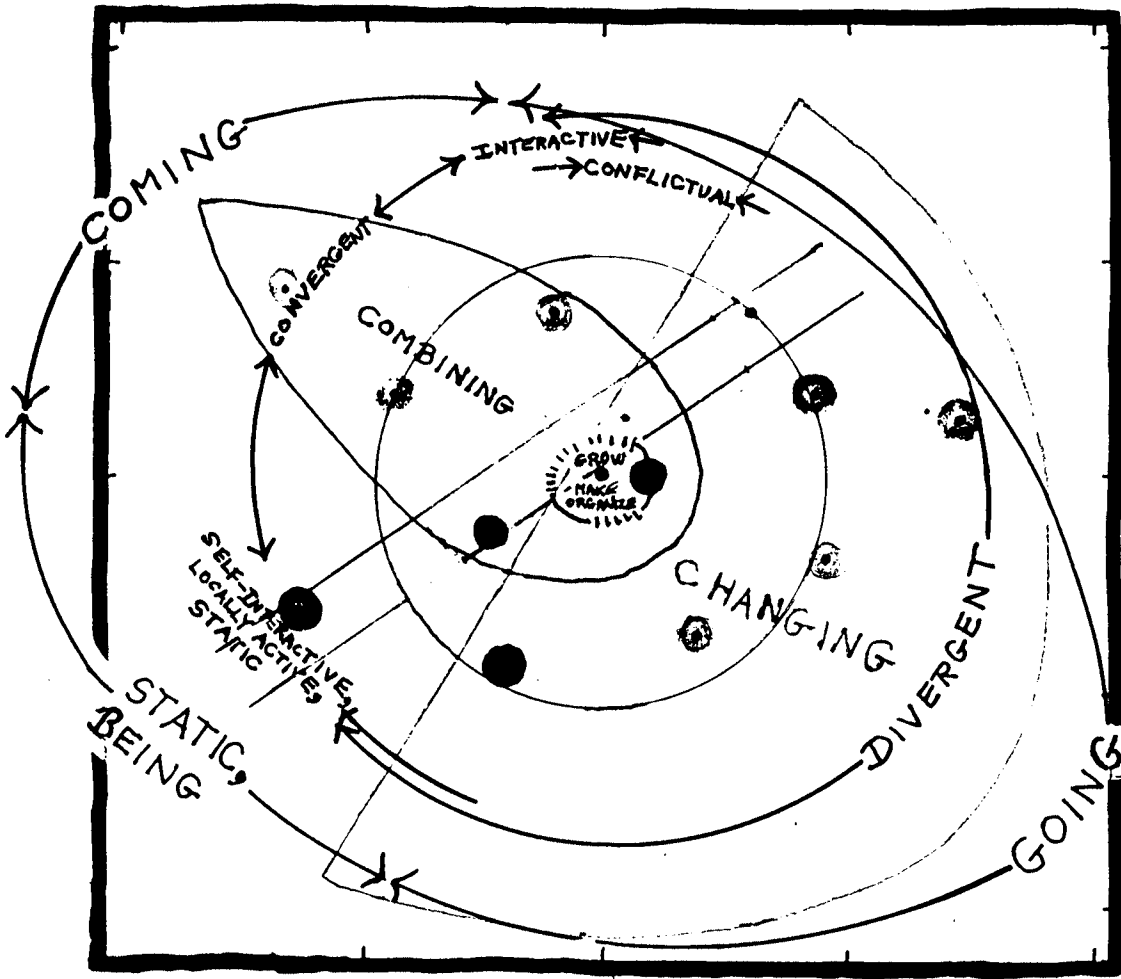 COMING
INTERACTIVE
CONFLICTUAL
CONVERGENT
COMBINING
GROW
MAKE
ORGANIZE
SELF-INTERACTIVE,
LOCALLY ACTIVE,
STATIC
CHANGING
DIVERGENT
STATIC,
BEING
GOING